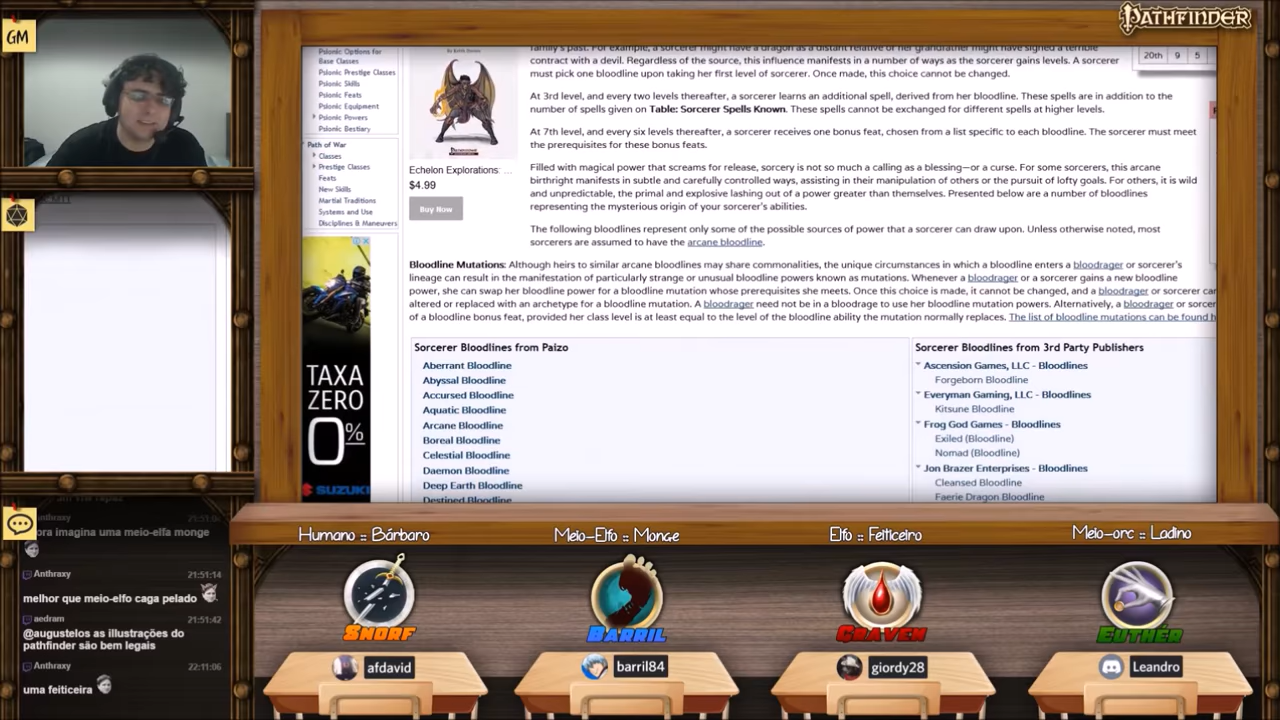 GM
PATHFINDER
Psionic Options for
Base Classes
Psionic Prestige Classes
Psionic Skills
Psionic Feats
Psionic Equipment
Psionic Powers
Psionic Bestiary
Path of War
Classes
Prestige Classes
Feats
New Skills
Martial Traditions
Systems and Use
Disciplines & Maneuvers
TAXA
ZERO
0%
SUZUKI
Echelon Explorations: ...
$4.99
Buy Now
family's past. For example, a sorcerer might have a dragon as a distant relative or her grandfather might have signed a terrible
contract with a devil. Regardless of the source, this influence manifests in a number of ways as the sorcerer gains levels. A sorcerer
must pick one bloodline upon taking her first level of sorcerer. Once made, this choice cannot be changed.
20th 9 5
At 3rd level, and every two levels thereafter, a sorcerer learns an additional spell, derived from her bloodline. These spells are in addition to the
number of spells given on Table: Sorcerer Spells Known. These spells cannot be exchanged for different spells at higher levels.
At 7th level, and every six levels thereafter, a sorcerer receives one bonus feat, chosen from a list specific to each bloodline. The sorcerer must meet
the prerequisites for these bonus feats.
Filled with magical power that screams for release, sorcery is not so much a calling as a blessing—or a curse. For some sorcerers, this arcane
birthright manifests in subtle and carefully controlled ways, assisting in their manipulation of others or the pursuit of lofty goals. For others, it is wild
and unpredictable, the primal and explosive lashing out of a power greater than themselves. Presented below are a number of bloodlines
representing the mysterious origin of your sorcerer's abilities.
The following bloodlines represent only some of the possible sources of power that a sorcerer can draw upon. Unless otherwise noted, most
sorcerers are assumed to have the arcane bloodline.
Bloodline Mutations: Although heirs to similar arcane bloodlines may share commonalities, the unique circumstances in which a bloodline enters a bloodrager or sorcerer's
lineage can result in the manifestation of particularly strange or unusual bloodline powers known as mutations. Whenever a bloodrager or a sorcerer gains a new bloodline
power, she can swap her bloodline power for a bloodline mutation whose prerequisites she meets. Once this choice is made, it cannot be changed, and a bloodrager or sorcerer can
altered or replaced with an archetype for a bloodline mutation. A bloodrager need not be in a bloodrage to use her bloodline mutation powers. Alternatively, a bloodrager or sorcer
of a bloodline bonus feat, provided her class level is at least equal to the level of the bloodline ability the mutation normally replaces. The list of bloodline mutations can be found h
Sorcerer Bloodlines from Paizo
Aberrant Bloodline
Abyssal Bloodline
Accursed Bloodline
Aquatic Bloodline
Arcane Bloodline
Boreal Bloodline
Celestial Bloodline
Daemon Bloodline
Deep Earth Bloodline
Destined Bloodline
Sorcerer Bloodlines from 3rd Party Publishers
Ascension Games, LLC - Bloodlines
Forgeborn Bloodline
Everyman Gaming, LLC - Bloodlines
Kitsune Bloodline
Frog God Games - Bloodlines
Exiled (Bloodline)
Nomad (Bloodline)
Jon Brazer Enterprises - Bloodlines
Cleansed Bloodline
Faerie Dragon Bloodline
ora imagina uma meio-elfa monge
Anthraxy 21:51:14
melhor que meio-elfo caga pelado
aedram 21:51:42
@augustelos as illustrações do
pathfinder são bem legais
Anthraxy 22:11:06
uma feiticeira
Humano :: Bárbaro
SNORF
afdavid
Meio-Elfo :: Monge
BARRIL
barril84
Elfo :: Feiticeiro
CRAVEN
giordy28
Meio-orc :: Ladino
EUTHÉR
Leandro